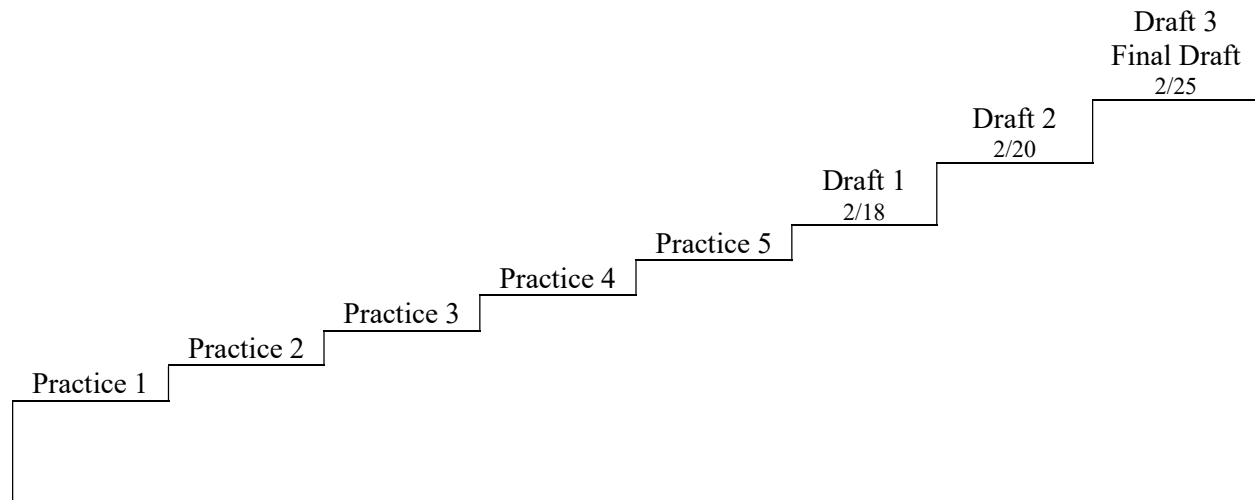 Practice 1
Practice 2
Practice 3
Practice 4
Practice 5
Draft 1
2/18
Draft 2
2/20
Draft 3
Final Draft
2/25